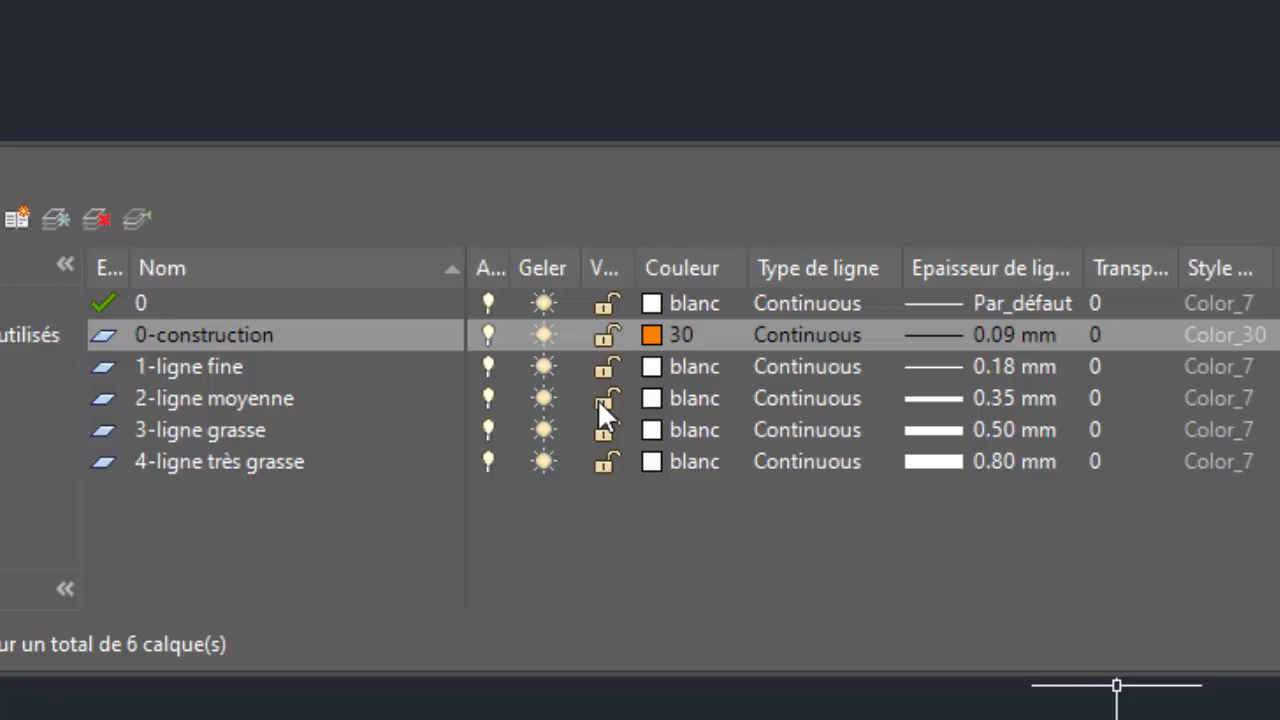 E... Nom A... Geler V... Couleur Type de ligne Epaisseur de lig... Transp... Style ...
0 blanc Continuous Par_défaut 0 Color_7
utilisés 0-construction 30 Continuous 0.09 mm 0 Color_30
1-ligne fine blanc Continuous 0.18 mm 0 Color_7
2-ligne moyenne blanc Continuous 0.35 mm 0 Color_7
3-ligne grasse blanc Continuous 0.50 mm 0 Color_7
4-ligne très grasse blanc Continuous 0.80 mm 0 Color_7
ur un total de 6 calque(s)